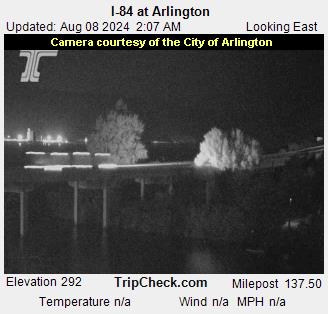 I-84 at Arlington
Updated: Aug 08 2024 2:07 AM Looking East
Camera courtesy of the City of Arlington
Elevation 292 TripCheck.com Milepost 137.50
Temperature n/a Wind n/a MPH n/a